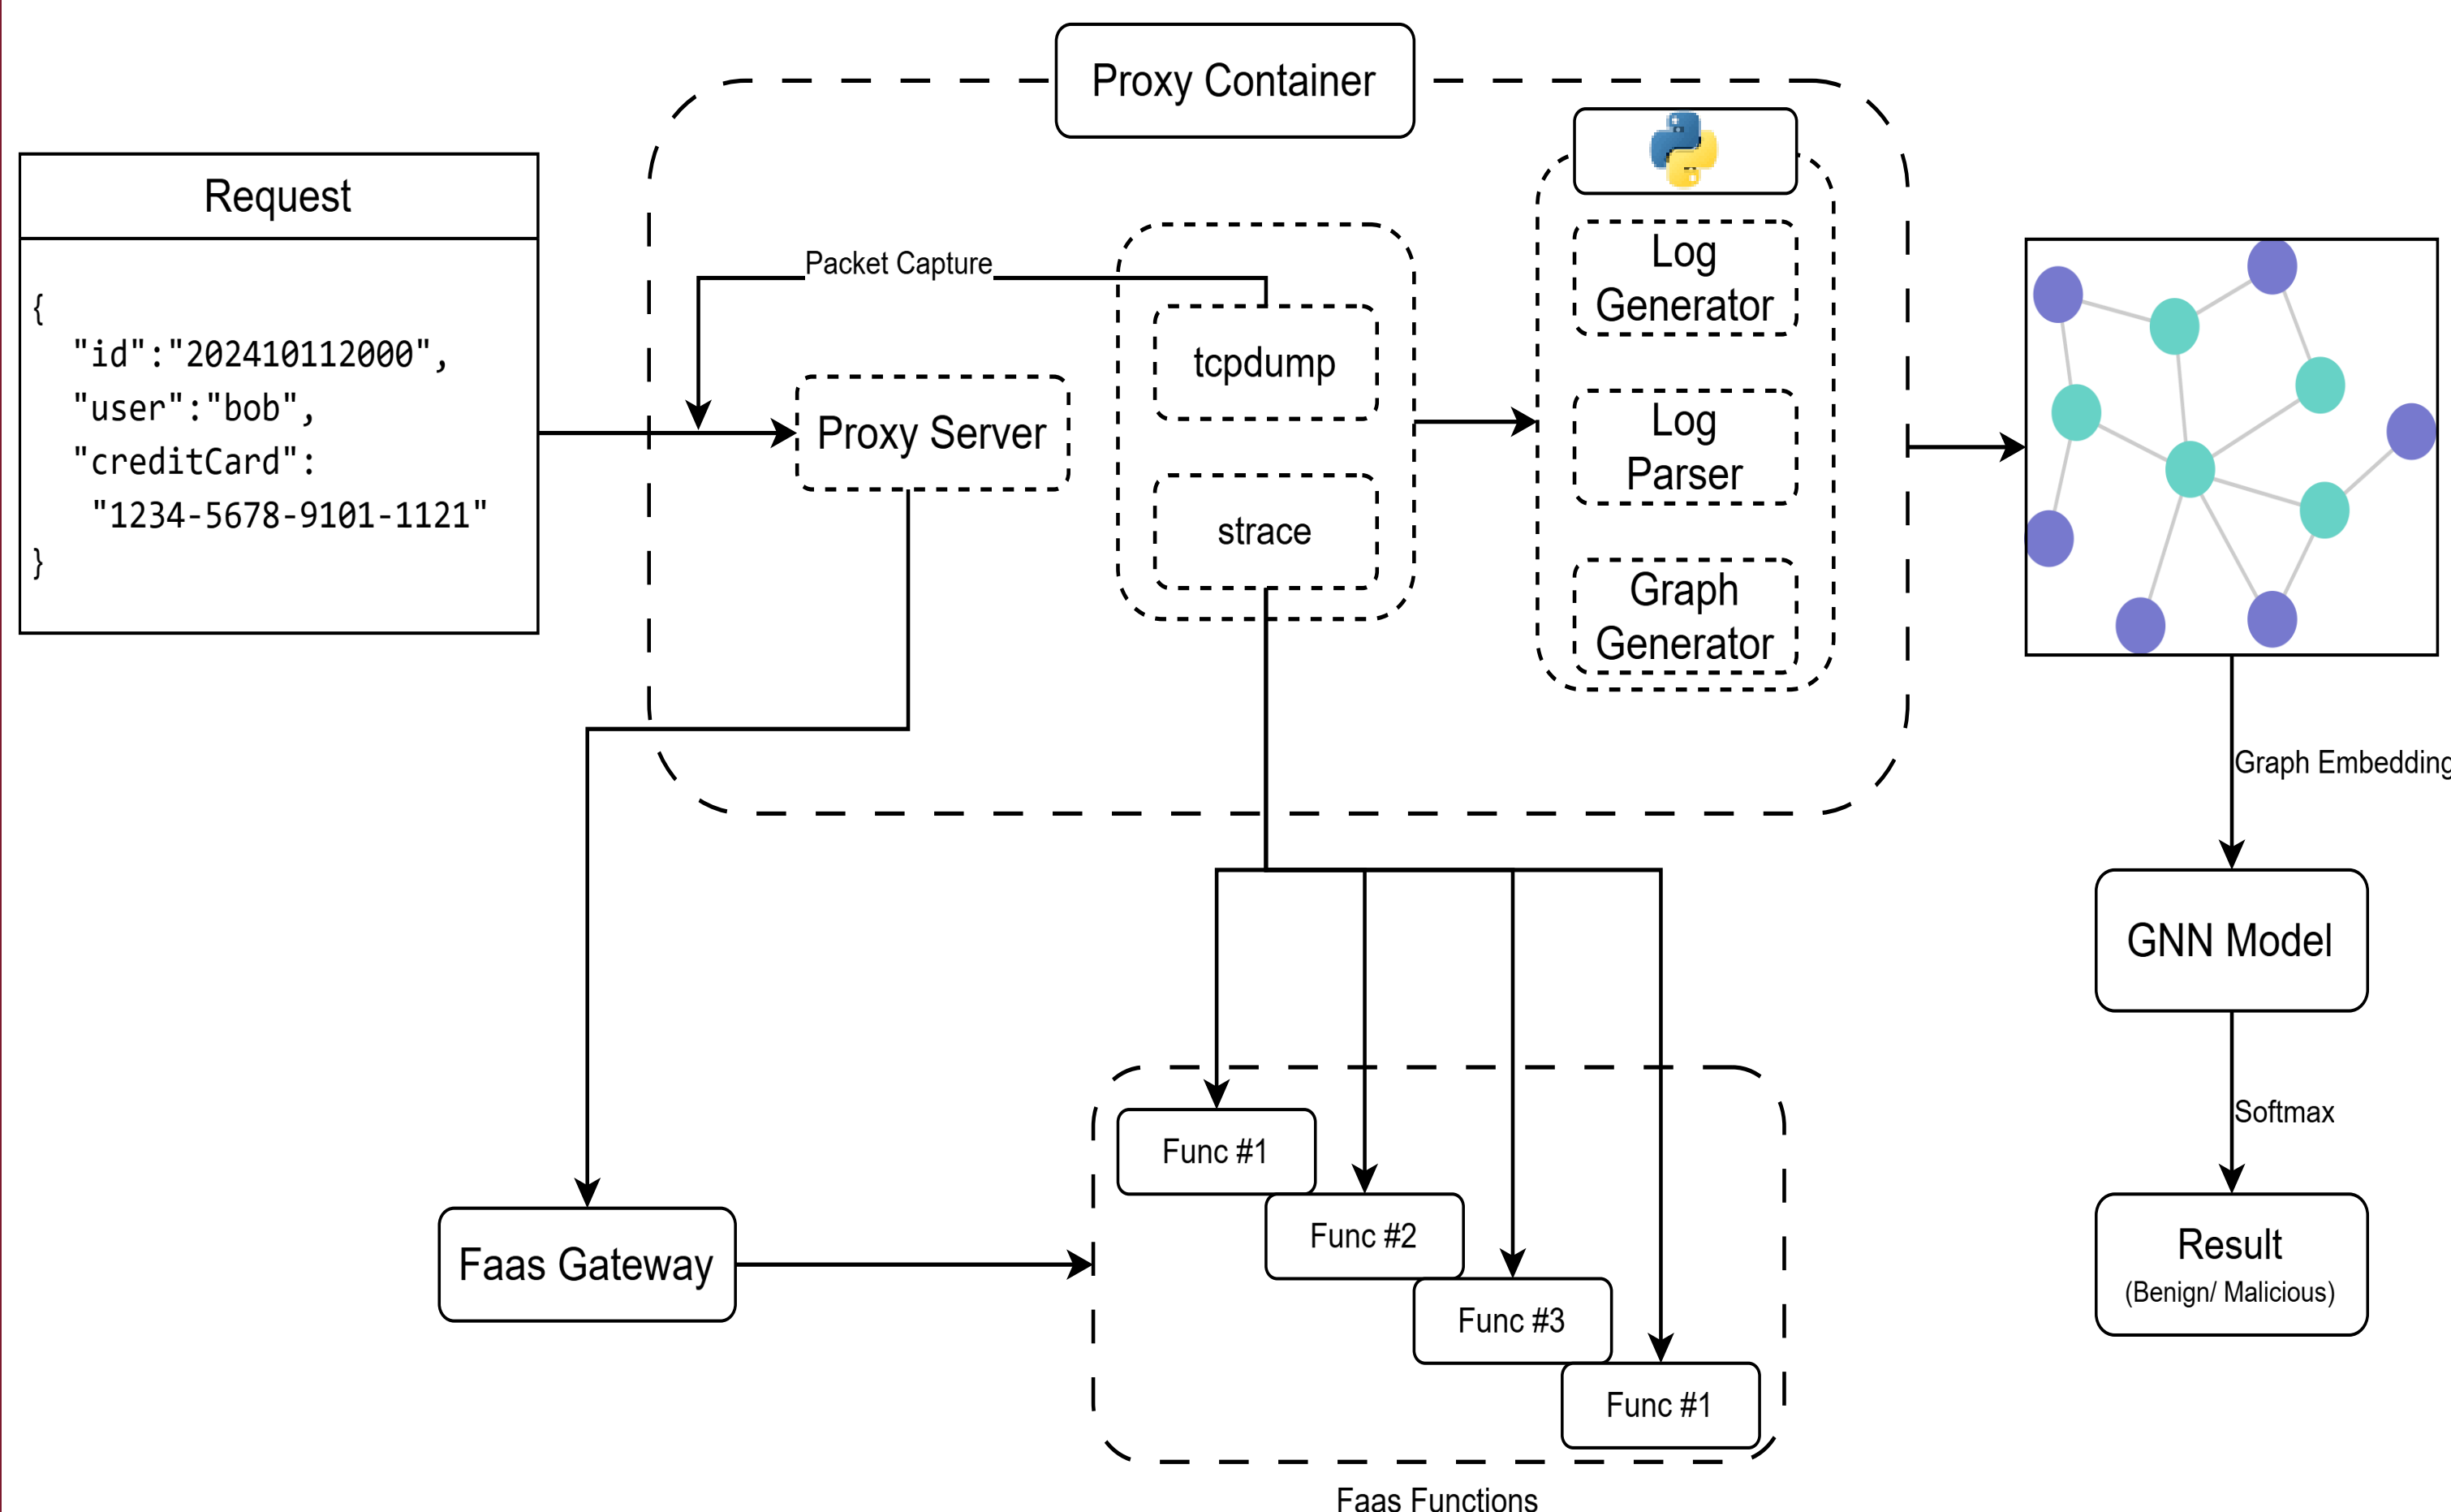 Proxy Container
Request
{
"id":"202410112000",
"user":"bob",
"creditCard":
"1234-5678-9101-1121"
}
Packet Capture
Proxy Server
tcpdump
strace
Log
Generator
Log
Parser
Graph
Generator
Graph Embedding
GNN Model
Softmax
Result
(Benign/ Malicious)
Faas Gateway
Func #1
Func #2
Func #3
Func #1
Faas Functions